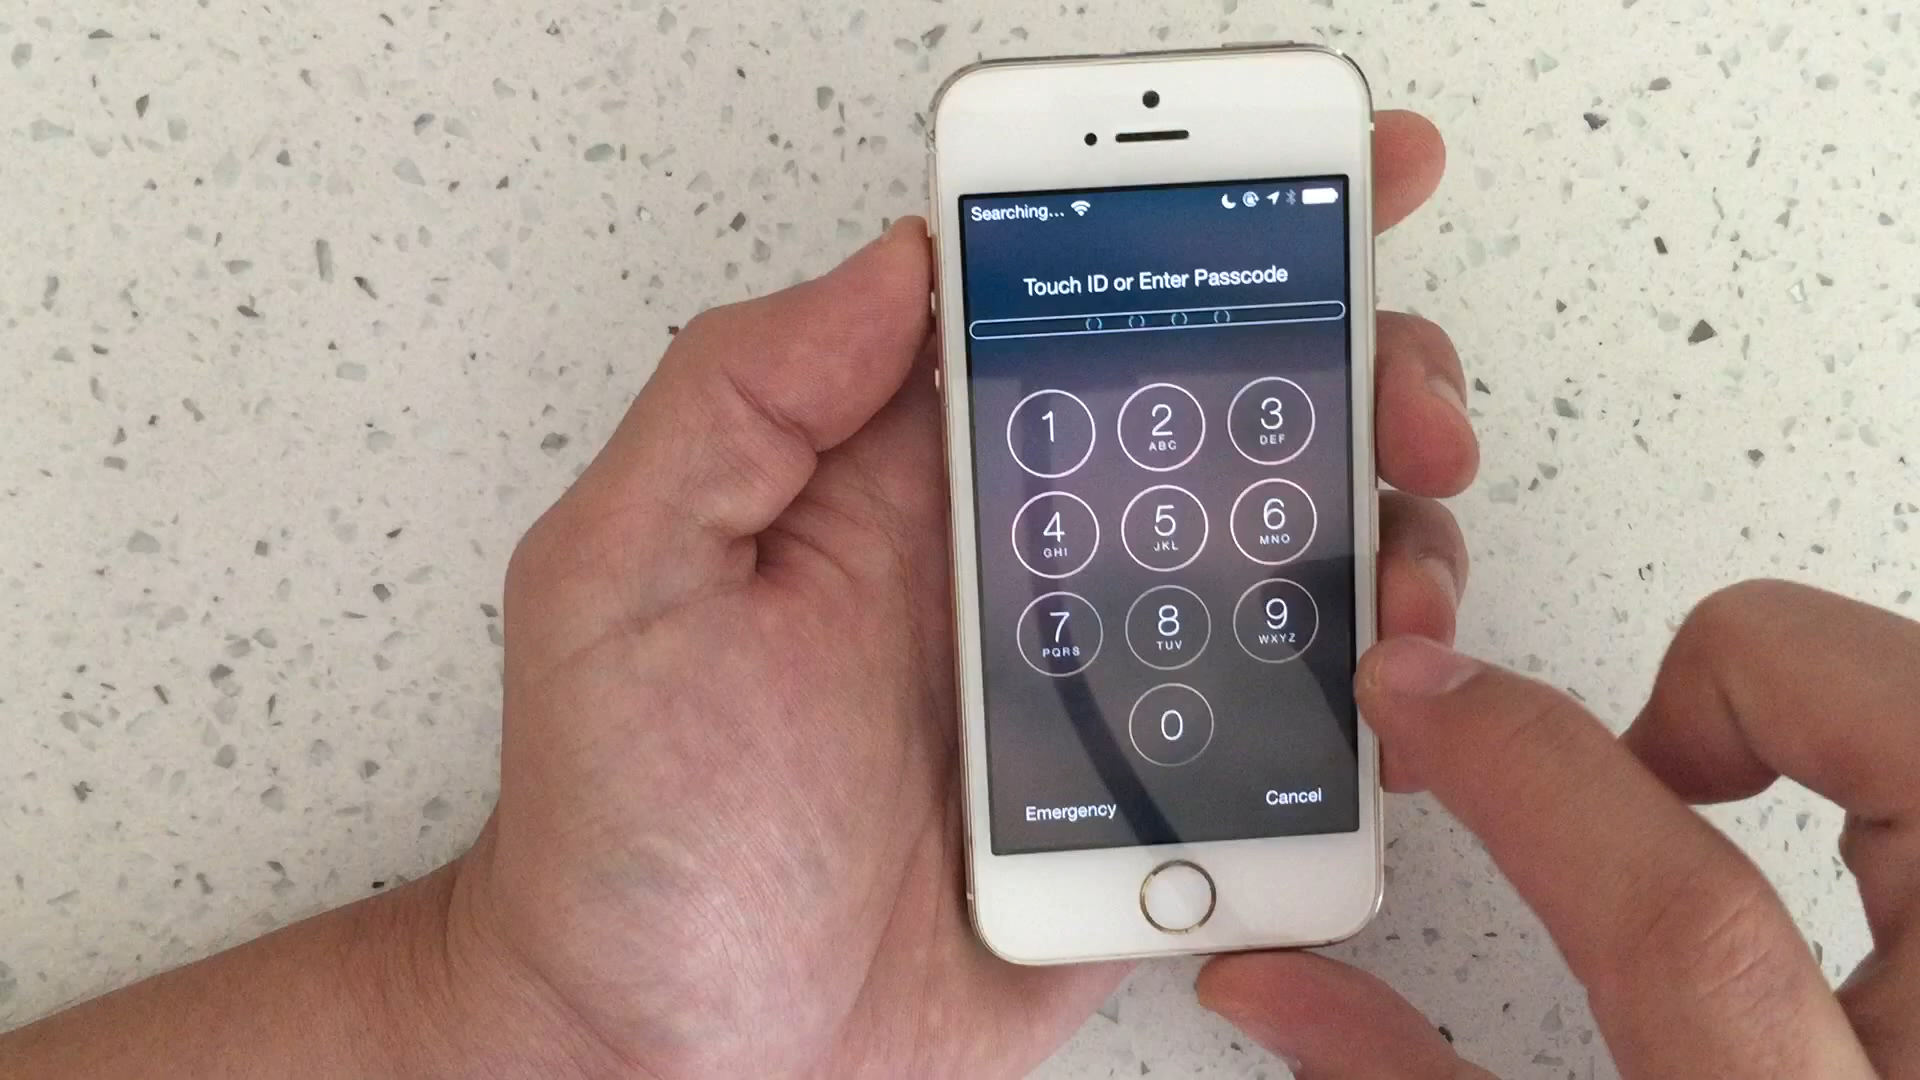 Searching...
Touch ID or Enter Passcode
1 2 3
ABC DEF
4 5 6
GHI JKL MNO
7 8 9
PQRS TUV WXYZ
0
Emergency Cancel